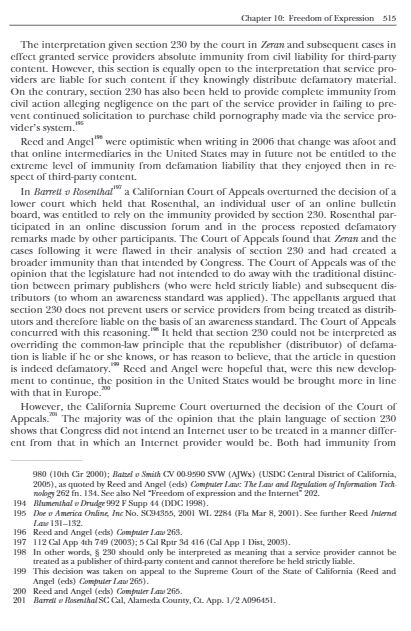 Chapter 10: Freedom of Expression 515
The interpretation given section 230 by the court in Zeran and subsequent cases in
effect granted service providers absolute immunity from civil liability for third-party
content. However, this section is equally open to the interpretation that service pro-
viders are liable for such content if they knowingly distribute defamatory material.
On the contrary, section 230 has also been held to provide complete immunity from
civil action alleging negligence on the part of the service provider in failing to pre-
vent continued solicitation to purchase child pornography made via the service pro-
vider's system.195
Reed and Angel196 were optimistic when writing in 2006 that change was afoot and
that online intermediaries in the United States may in future not be entitled to the
extreme level of immunity from defamation liability that they enjoyed then in re-
spect of third-party content.
In Barrett v Rosenthal197 a Californian Court of Appeals overturned the decision of a
lower court which held that Rosenthal, an individual user of an online bulletin
board, was entitled to rely on the immunity provided by section 230. Rosenthal par-
ticipated in an online discussion forum and in the process reposted defamatory
remarks made by other participants. The Court of Appeals found that Zeran and the
cases following it were flawed in their analysis of section 230 and had created a
broader immunity than that intended by Congress. The Court of Appeals was of the
opinion that the legislature had not intended to do away with the traditional distinc-
tion between primary publishers (who were held strictly liable) and subsequent dis-
tributors (to whom an awareness standard was applied). The appellants argued that
section 230 does not prevent users or service providers from being treated as distrib-
utors and therefore liable on the basis of an awareness standard. The Court of Appeals
concurred with this reasoning.198 It held that section 230 could not be interpreted as
overriding the common-law principle that the republisher (distributor) of defama-
tion is liable if he or she knows, or has reason to believe, that the article in question
is indeed defamatory.199 Reed and Angel were hopeful that, were this new develop-
ment to continue, the position in the United States would be brought more in line
with that in Europe.200
However, the California Supreme Court overturned the decision of the Court of
Appeals.201 The majority was of the opinion that the plain language of section 230
shows that Congress did not intend an Internet user to be treated in a manner differ-
ent from that in which an Internet provider would be. Both had immunity from
980 (10th Cir 2000); Batzel v Smith CV 00-9590 SVW (AJWx) (USDC Central District of California,
2005), as quoted by Reed and Angel (eds) Computer Law: The Law and Regulation of Information Tech-
nology 262 fn. 134. See also Nel "Freedom of expression and the Internet" 202.
194 Blumenthal v Drudge 992 F Supp 44 (DDC 1998).
195 Doe v America Online, Inc No. SC94355, 2001 WL 2284 (Fla Mar 8, 2001). See further Reed Internet
Law 131–132.
196 Reed and Angel (eds) Computer Law 263.
197 112 Cal App 4th 749 (2003); 5 Cal Rptr 3d 416 (Cal App 1 Dist, 2003).
198 In other words, § 230 should only be interpreted as meaning that a service provider cannot be
treated as a publisher of third-party content and cannot therefore be held strictly liable.
199 This decision was taken on appeal to the Supreme Court of the State of California (Reed and
Angel (eds) Computer Law 265).
200 Reed and Angel (eds) Computer Law 265.
201 Barrett v Rosenthal SC Cal, Alameda County, Ct. App. 1/2 A096451.